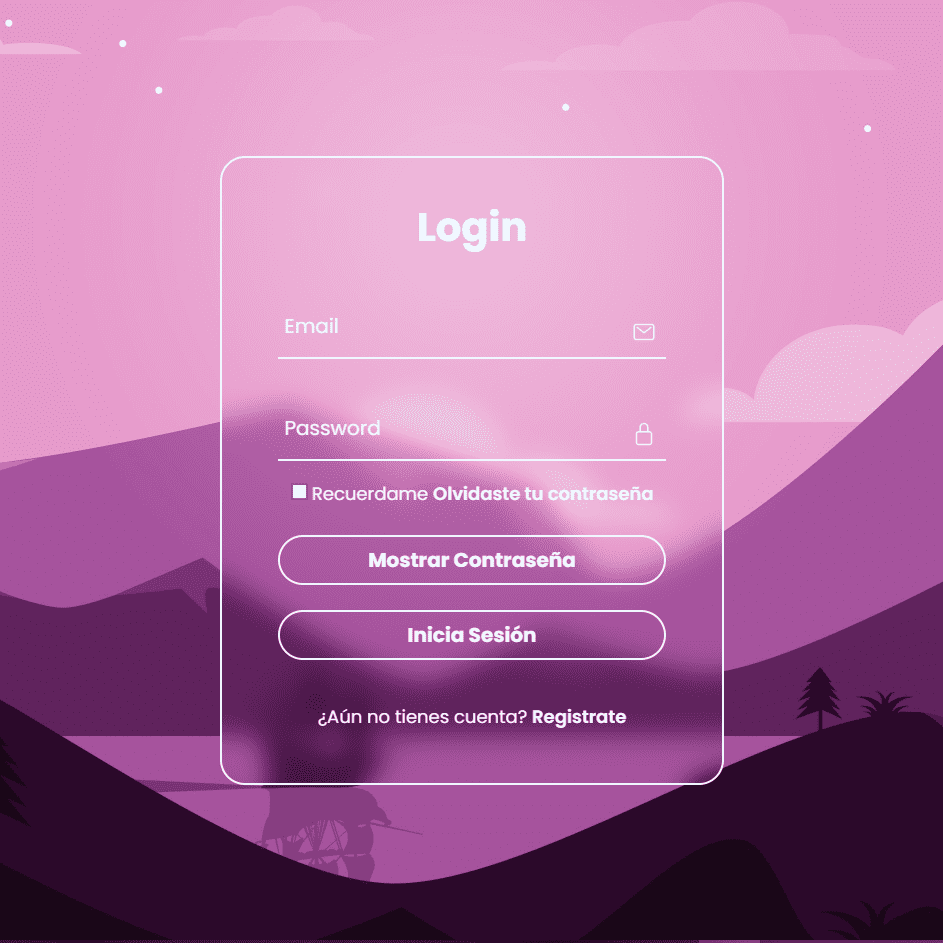 Login
Email
Password
Recuerdame Olvidaste tu contraseña
Mostrar Contraseña
Inicia Sesión
¿Aún no tienes cuenta? Registrate